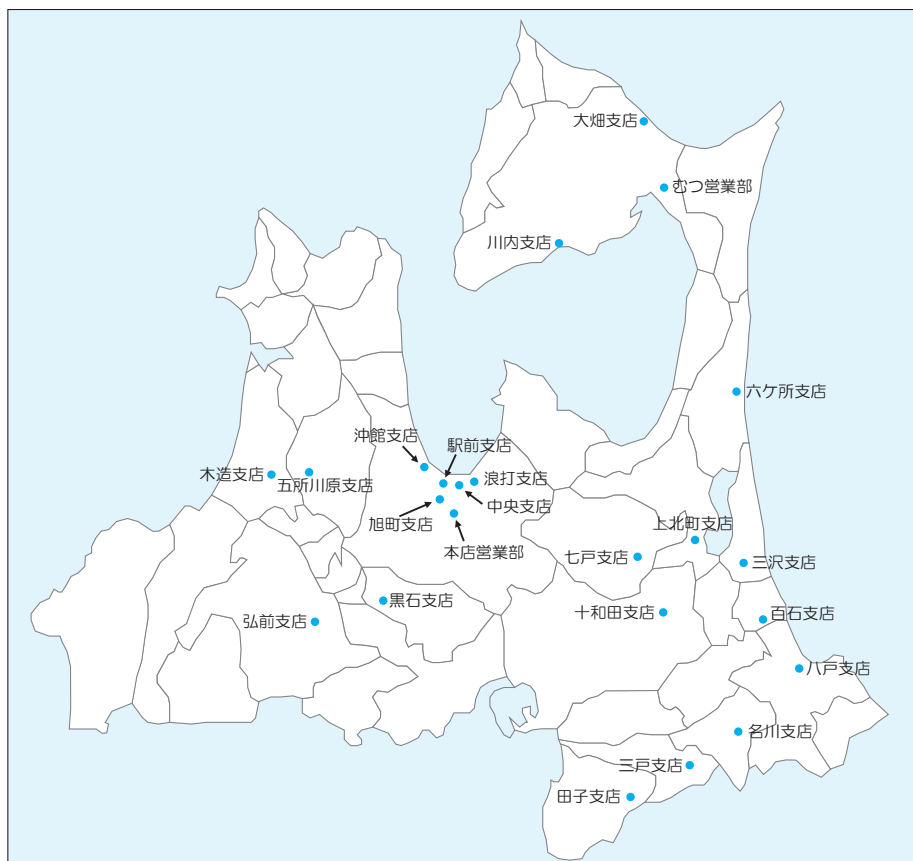 大畑支店
むつ営業部
川内支店
六ケ所支店
沖館支店
駅前支店
木造支店
五所川原支店
浪打支店
中央支店
旭町支店
本店営業部
上北町支店
七戸支店
三沢支店
黒石支店
弘前支店
十和田支店
百石支店
八戸支店
名川支店
三戸支店
田子支店